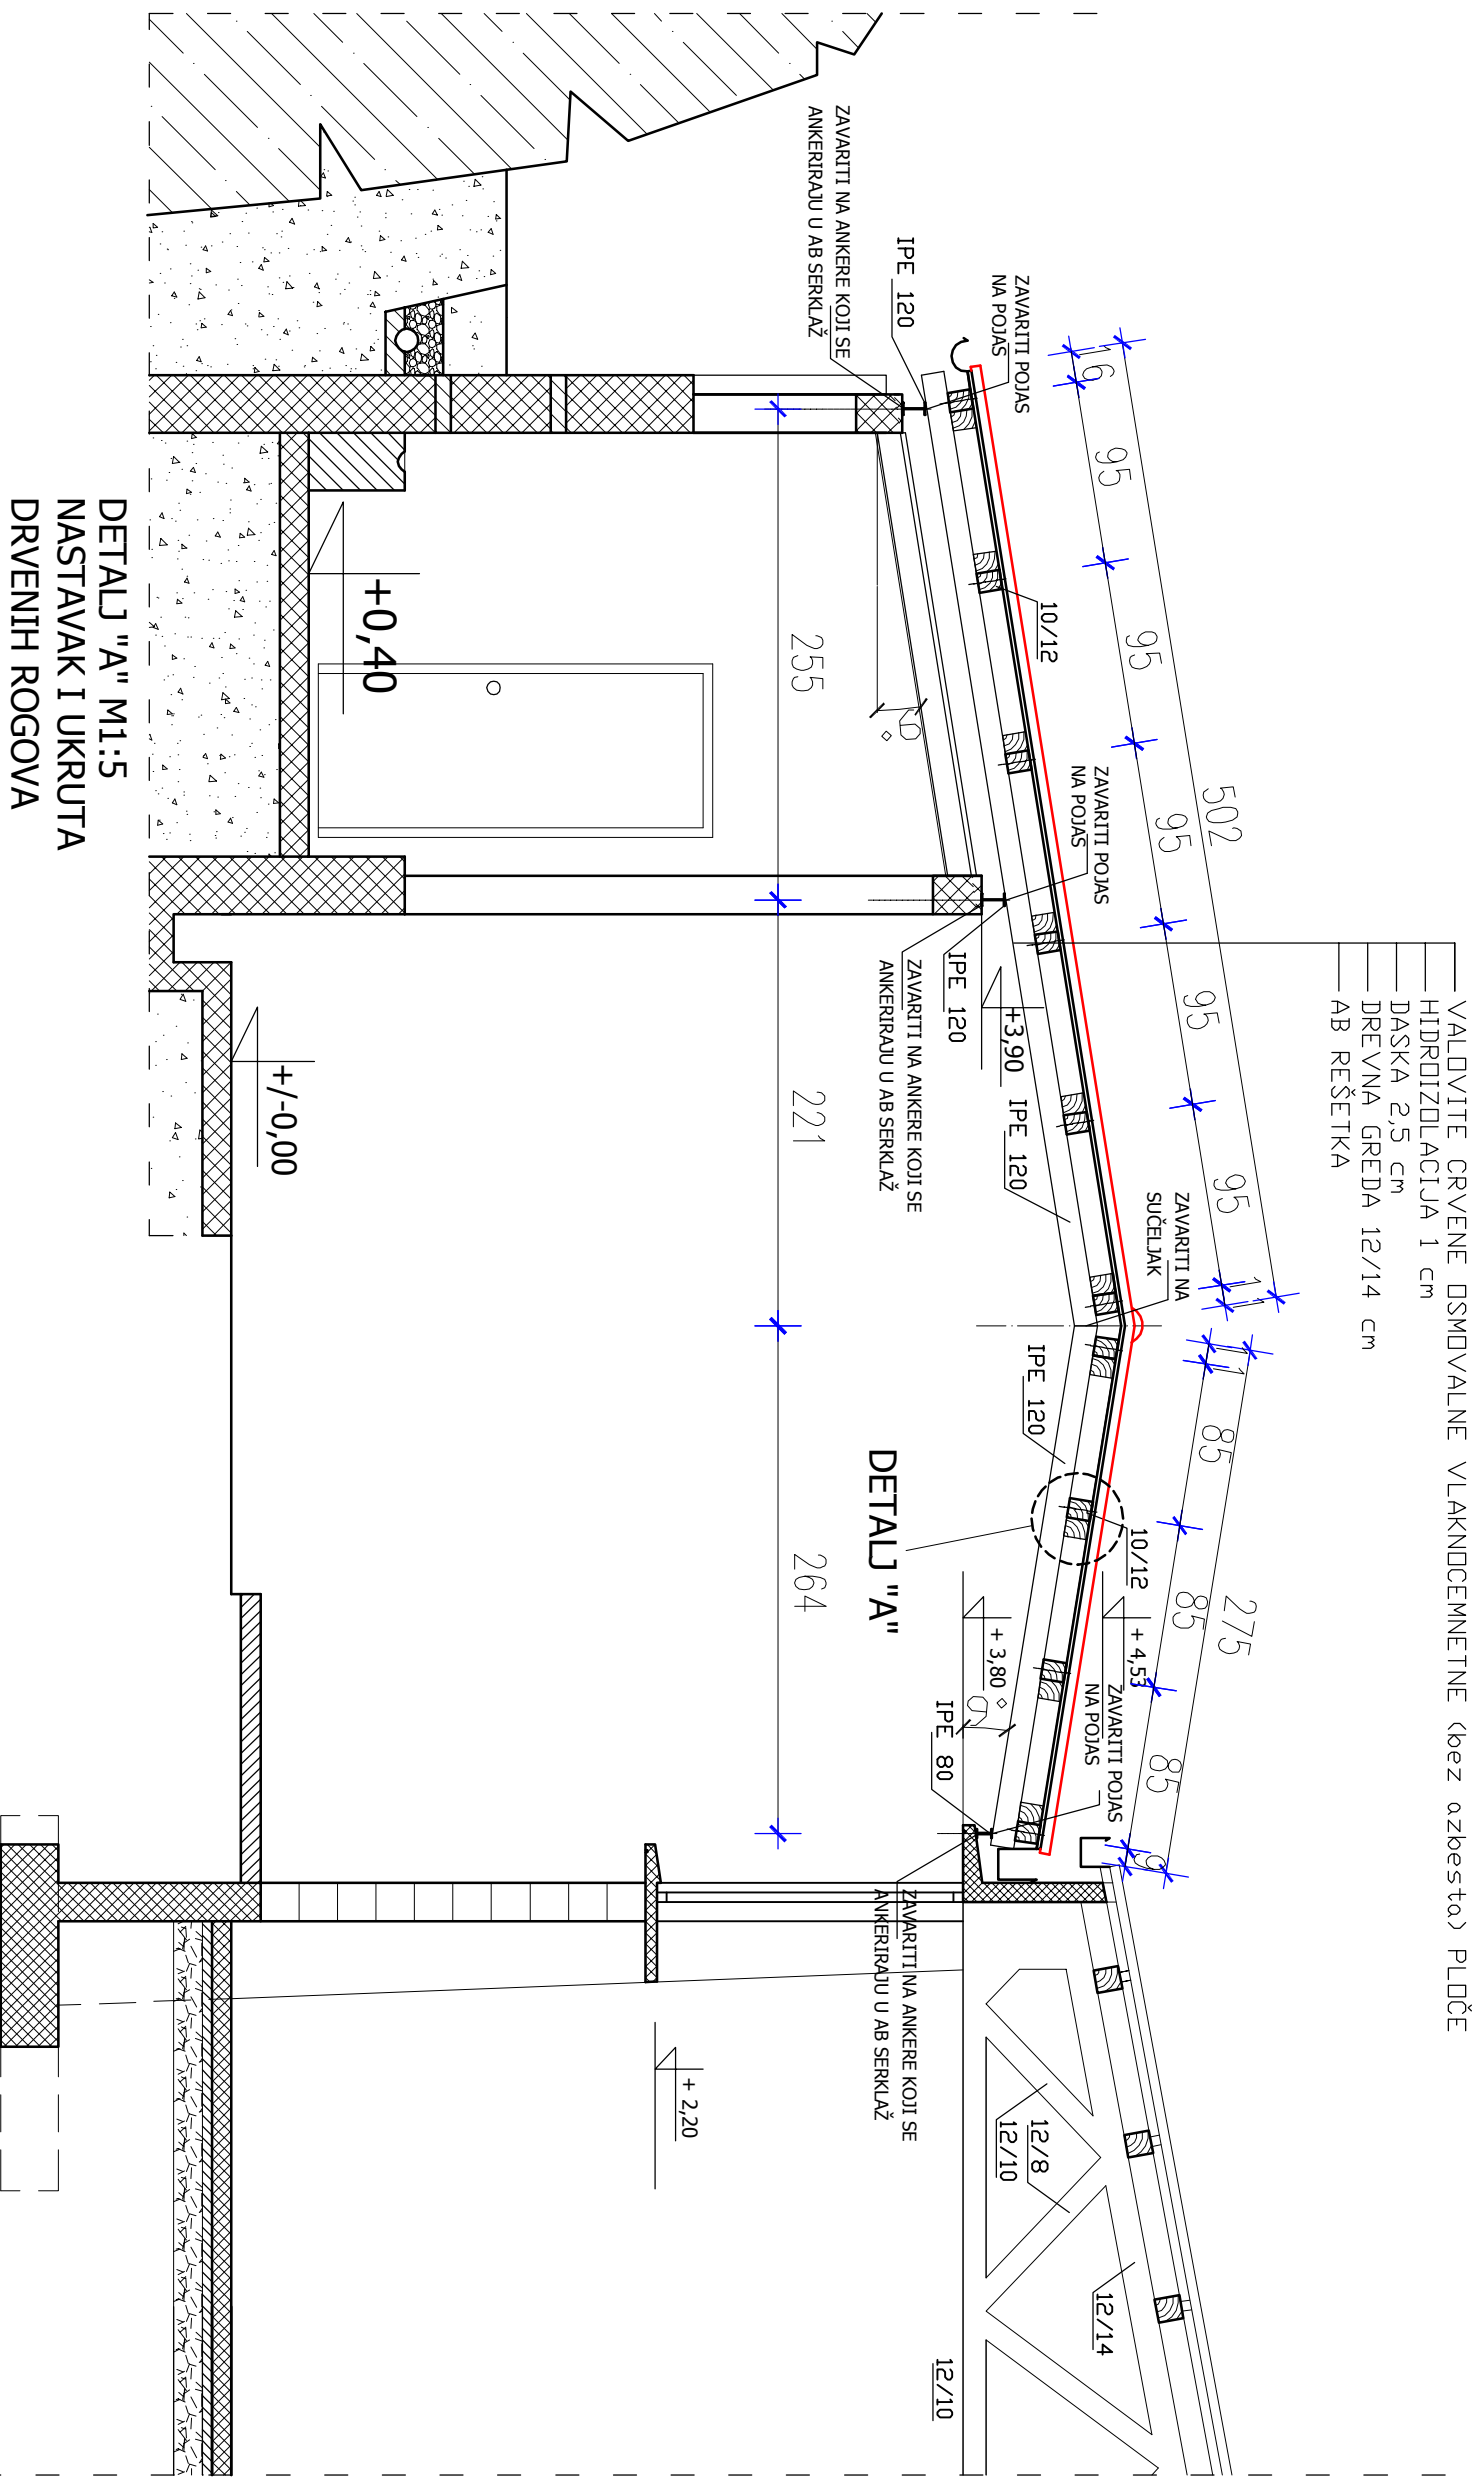 VALOVITE CRVENE OSMOVALNE VLAKNOCEMNETNE (bez azbesta) PLOČE
HIDROIZOLACIJA 1 cm
DASKA 2,5 cm
DREVNA GREDA 12/14 cm
AB REŠETKA
502
16
95
95
95
95
95
11
275
11
85
85
85
9
ZAVARITI POJAS
NA POJAS
10/12
ZAVARITI POJAS
NA POJAS
ZAVARITI NA
SUČELJAK
10/12
+ 4,53
ZAVARITI POJAS
NA POJAS
IPE 120
ZAVARITI NA ANKERE KOJI SE
ANKERIRAJU U AB SERKLAŽ
9°
IPE 120
+3,90
IPE 120
IPE 120
ZAVARITI NA ANKERE KOJI SE
ANKERIRAJU U AB SERKLAŽ
DETALJ "A"
+ 3,80
9°
IPE 80
ZAVARITI NA ANKERE KOJI SE
ANKERIRAJU U AB SERKLAŽ
12/8
12/10
12/14
12/10
255
221
264
+ 2,20
+0,40
+/-0,00
DETALJ "A" M1:5
NASTAVAK I UKRUTA
DRVENIH ROGOVA